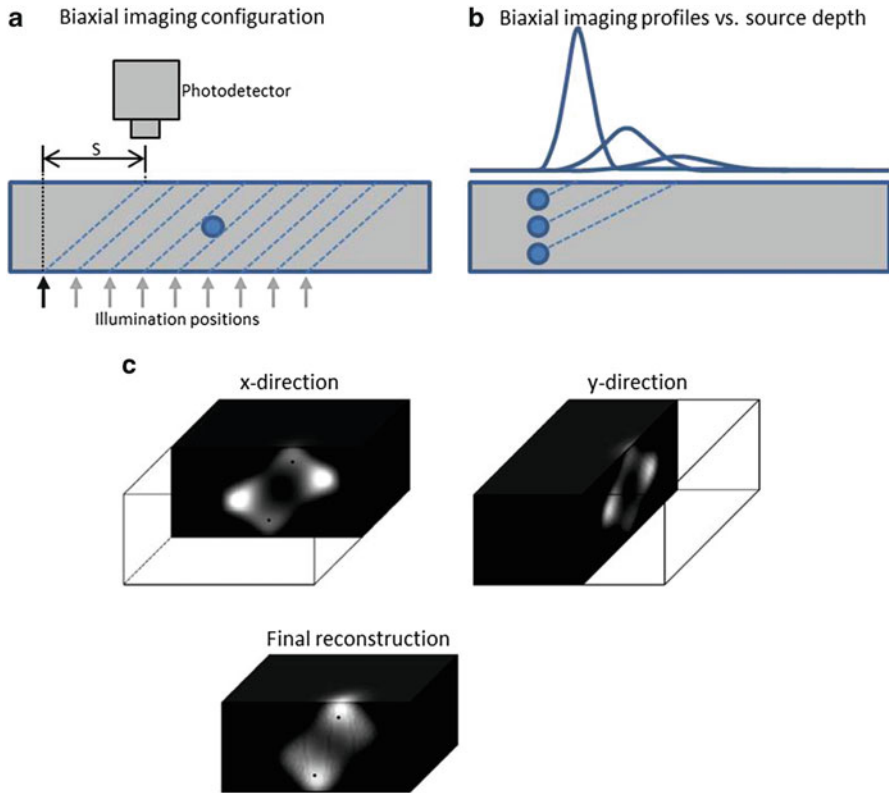 a Biaxial imaging configuration
Photodetector
S
Illumination positions
b Biaxial imaging profiles vs. source depth
c
x-direction
y-direction
Final reconstruction